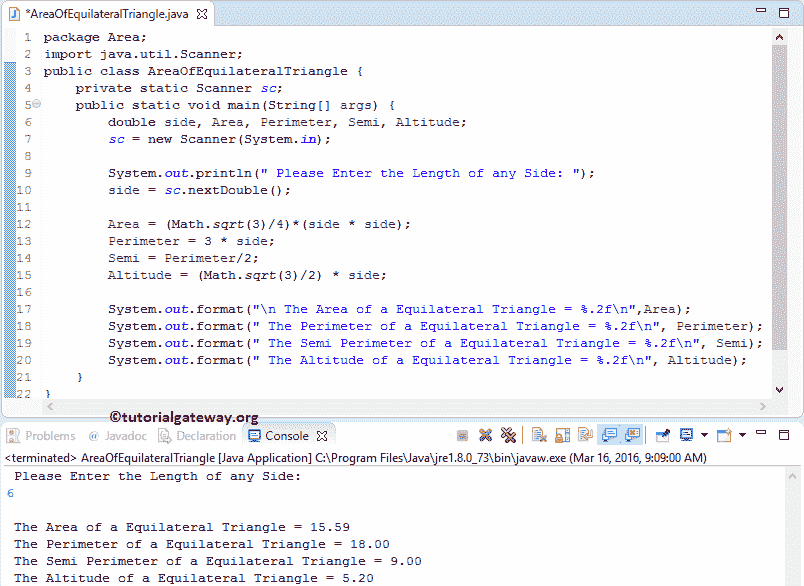 *AreaOfEquilateralTriangle.java
1 package Area;
2 import java.util.Scanner;
3 public class AreaOfEquilateralTriangle {
4 private static Scanner sc;
5 public static void main(String[] args) {
6 double side, Area, Perimeter, Semi, Altitude;
7 sc = new Scanner(System.in);
8
9 System.out.println(" Please Enter the Length of any Side: ");
10 side = sc.nextDouble();
11
12 Area = (Math.sqrt(3)/4)*(side * side);
13 Perimeter = 3 * side;
14 Semi = Perimeter/2;
15 Altitude = (Math.sqrt(3)/2) * side;
16
17 System.out.format("\n The Area of a Equilateral Triangle = %.2f\n",Area);
18 System.out.format(" The Perimeter of a Equilateral Triangle = %.2f\n", Perimeter);
19 System.out.format(" The Semi Perimeter of a Equilateral Triangle = %.2f\n", Semi);
20 System.out.format(" The Altitude of a Equilateral Triangle = %.2f\n", Altitude);
21 }
22 }
©tutorialgateway.org
Problems @ Javadoc Declaration Console
<terminated> AreaOfEquilateralTriangle [Java Application] C:\Program Files\Java\jre1.8.0_73\bin\javaw.exe (Mar 16, 2016, 9:09:00 AM)
Please Enter the Length of any Side:
6
The Area of a Equilateral Triangle = 15.59
The Perimeter of a Equilateral Triangle = 18.00
The Semi Perimeter of a Equilateral Triangle = 9.00
The Altitude of a Equilateral Triangle = 5.20